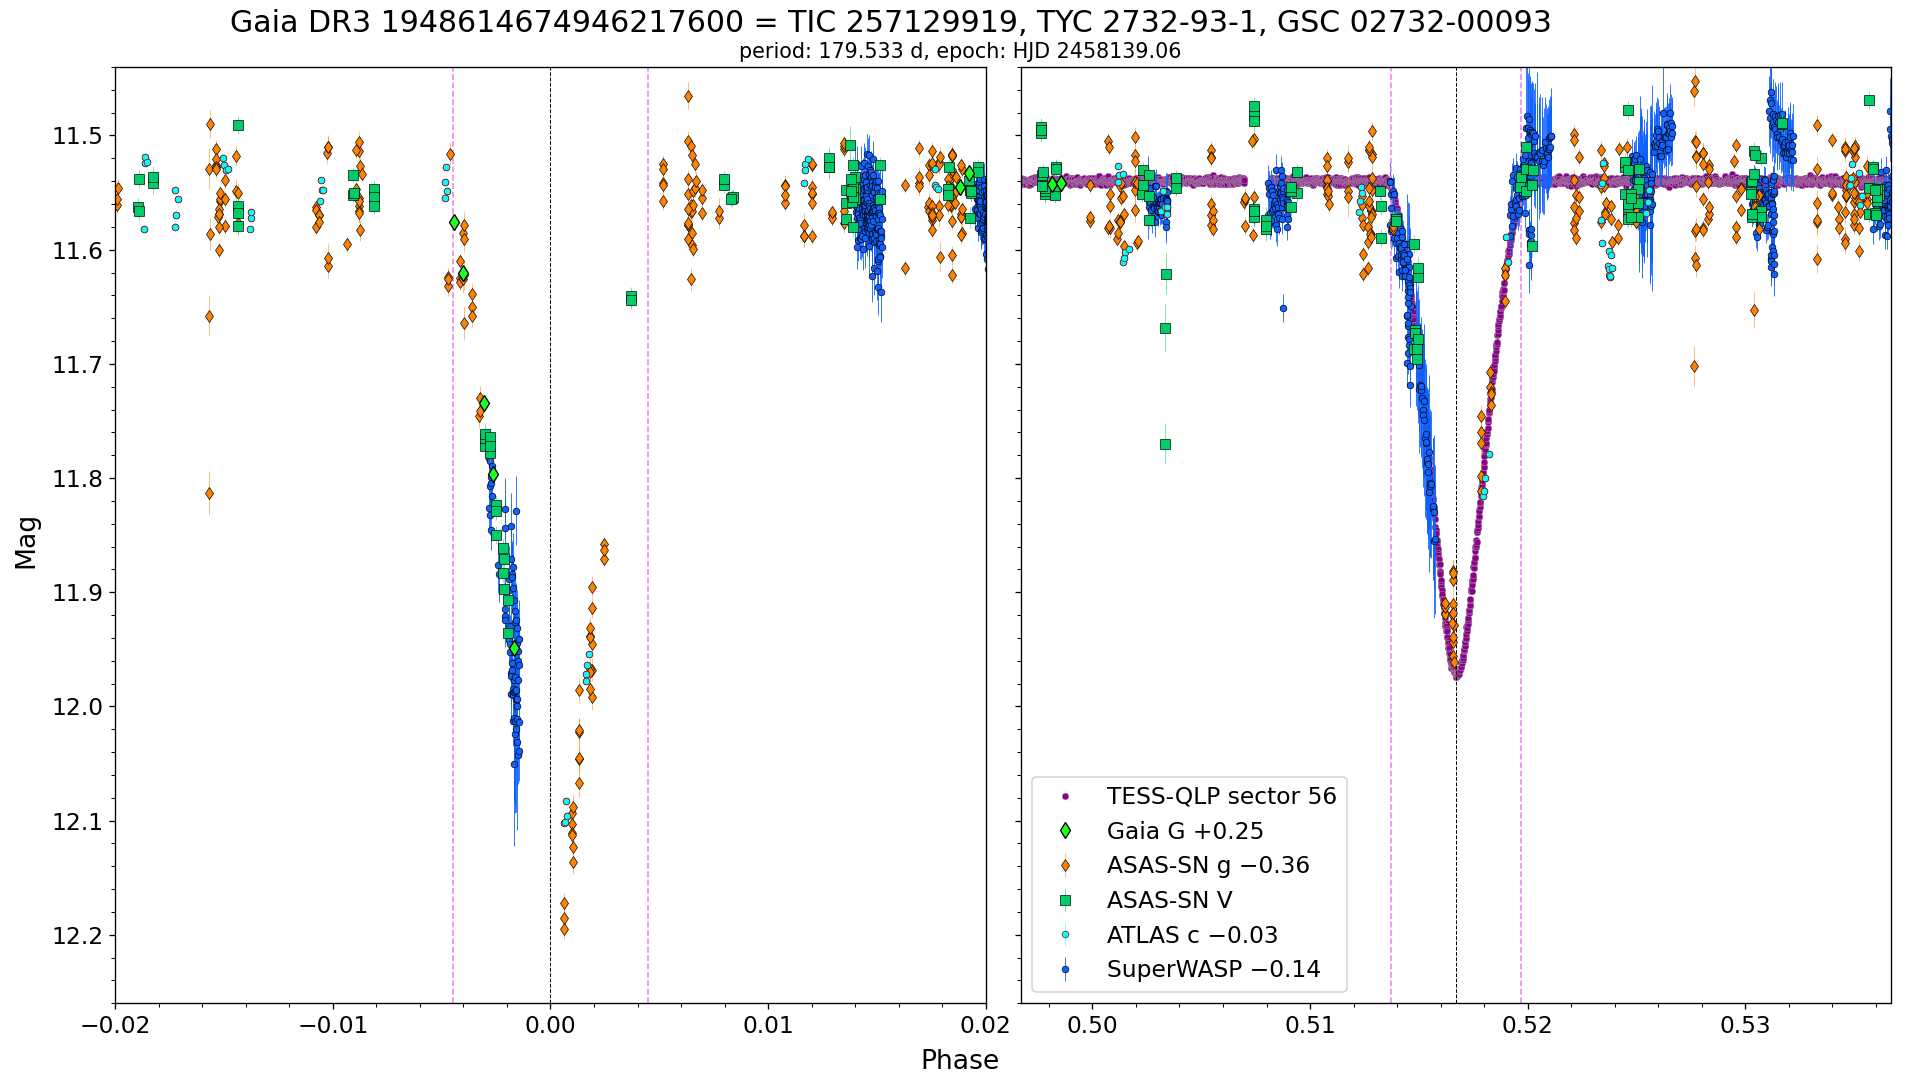 Gaia DR3 1948614674946217600 = TIC 257129919, TYC 2732-93-1, GSC 02732-00093
period: 179.533 d, epoch: HJD 2458139.06
Mag
11.5
11.6
11.7
11.8
11.9
12.0
12.1
12.2
TESS-QLP sector 56
Gaia G +0.25
ASAS-SN g −0.36
ASAS-SN V
ATLAS c −0.03
SuperWASP −0.14
−0.02 −0.01 0.00 0.01 0.02 0.50 0.51 0.52 0.53
Phase